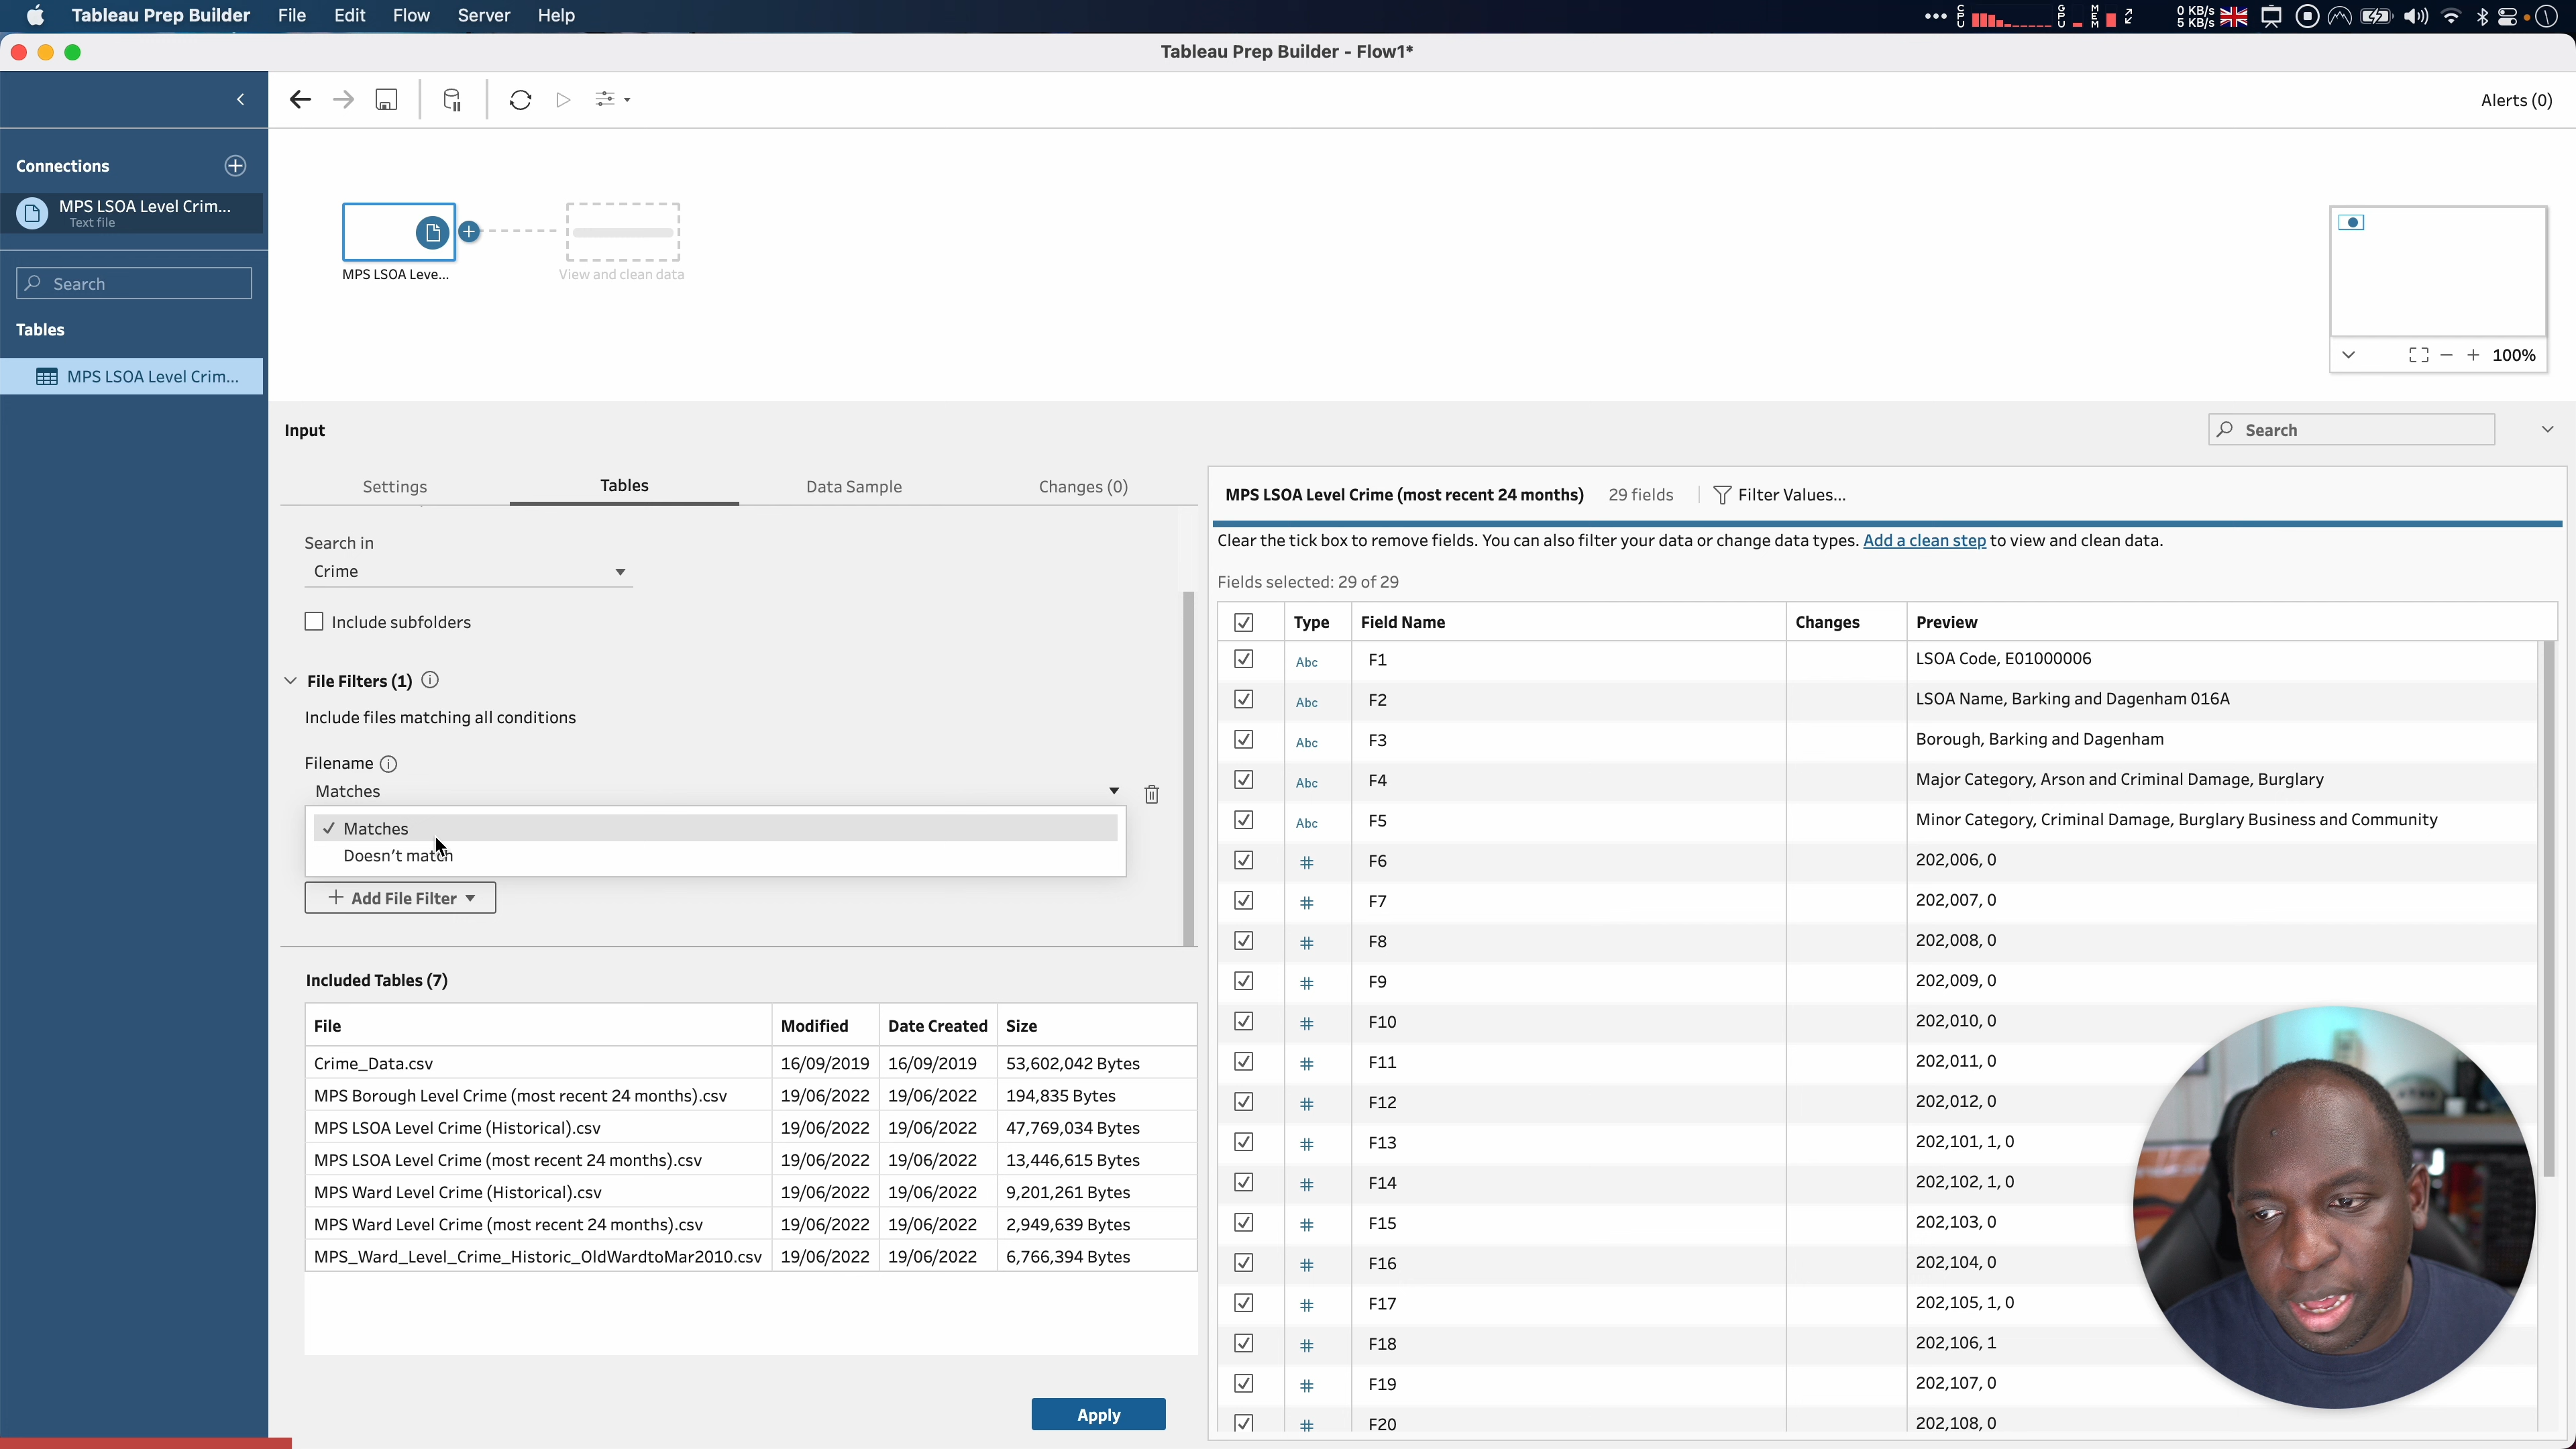 Tableau Prep Builder File Edit Flow Server Help
CPU GPU MEM 0 KB/s 5 KB/s
Tableau Prep Builder - Flow1*
Alerts (0)
Connections
MPS LSOA Level Crim...
Text file
Search
Tables
MPS LSOA Level Crim...
MPS LSOA Leve...
View and clean data
100%
Input
Search
Settings Tables Data Sample Changes (0)
Search in
Crime
Include subfolders
File Filters (1)
Include files matching all conditions
Filename
Matches
Matches
Doesn't match
Add File Filter
Included Tables (7)
File Modified Date Created Size
Crime_Data.csv 16/09/2019 16/09/2019 53,602,042 Bytes
MPS Borough Level Crime (most recent 24 months).csv 19/06/2022 19/06/2022 194,835 Bytes
MPS LSOA Level Crime (Historical).csv 19/06/2022 19/06/2022 47,769,034 Bytes
MPS LSOA Level Crime (most recent 24 months).csv 19/06/2022 19/06/2022 13,446,615 Bytes
MPS Ward Level Crime (Historical).csv 19/06/2022 19/06/2022 9,201,261 Bytes
MPS Ward Level Crime (most recent 24 months).csv 19/06/2022 19/06/2022 2,949,639 Bytes
MPS_Ward_Level_Crime_Historic_OldWardtoMar2010.csv 19/06/2022 19/06/2022 6,766,394 Bytes
Apply
MPS LSOA Level Crime (most recent 24 months) 29 fields Filter Values...
Clear the tick box to remove fields. You can also filter your data or change data types. Add a clean step to view and clean data.
Fields selected: 29 of 29
Type Field Name Changes Preview
Abc F1 LSOA Code, E01000006
Abc F2 LSOA Name, Barking and Dagenham 016A
Abc F3 Borough, Barking and Dagenham
Abc F4 Major Category, Arson and Criminal Damage, Burglary
Abc F5 Minor Category, Criminal Damage, Burglary Business and Community
# F6 202,006, 0
# F7 202,007, 0
# F8 202,008, 0
# F9 202,009, 0
# F10 202,010, 0
# F11 202,011, 0
# F12 202,012, 0
# F13 202,101, 1, 0
# F14 202,102, 1, 0
# F15 202,103, 0
# F16 202,104, 0
# F17 202,105, 1, 0
# F18 202,106, 1
# F19 202,107, 0
# F20 202,108, 0